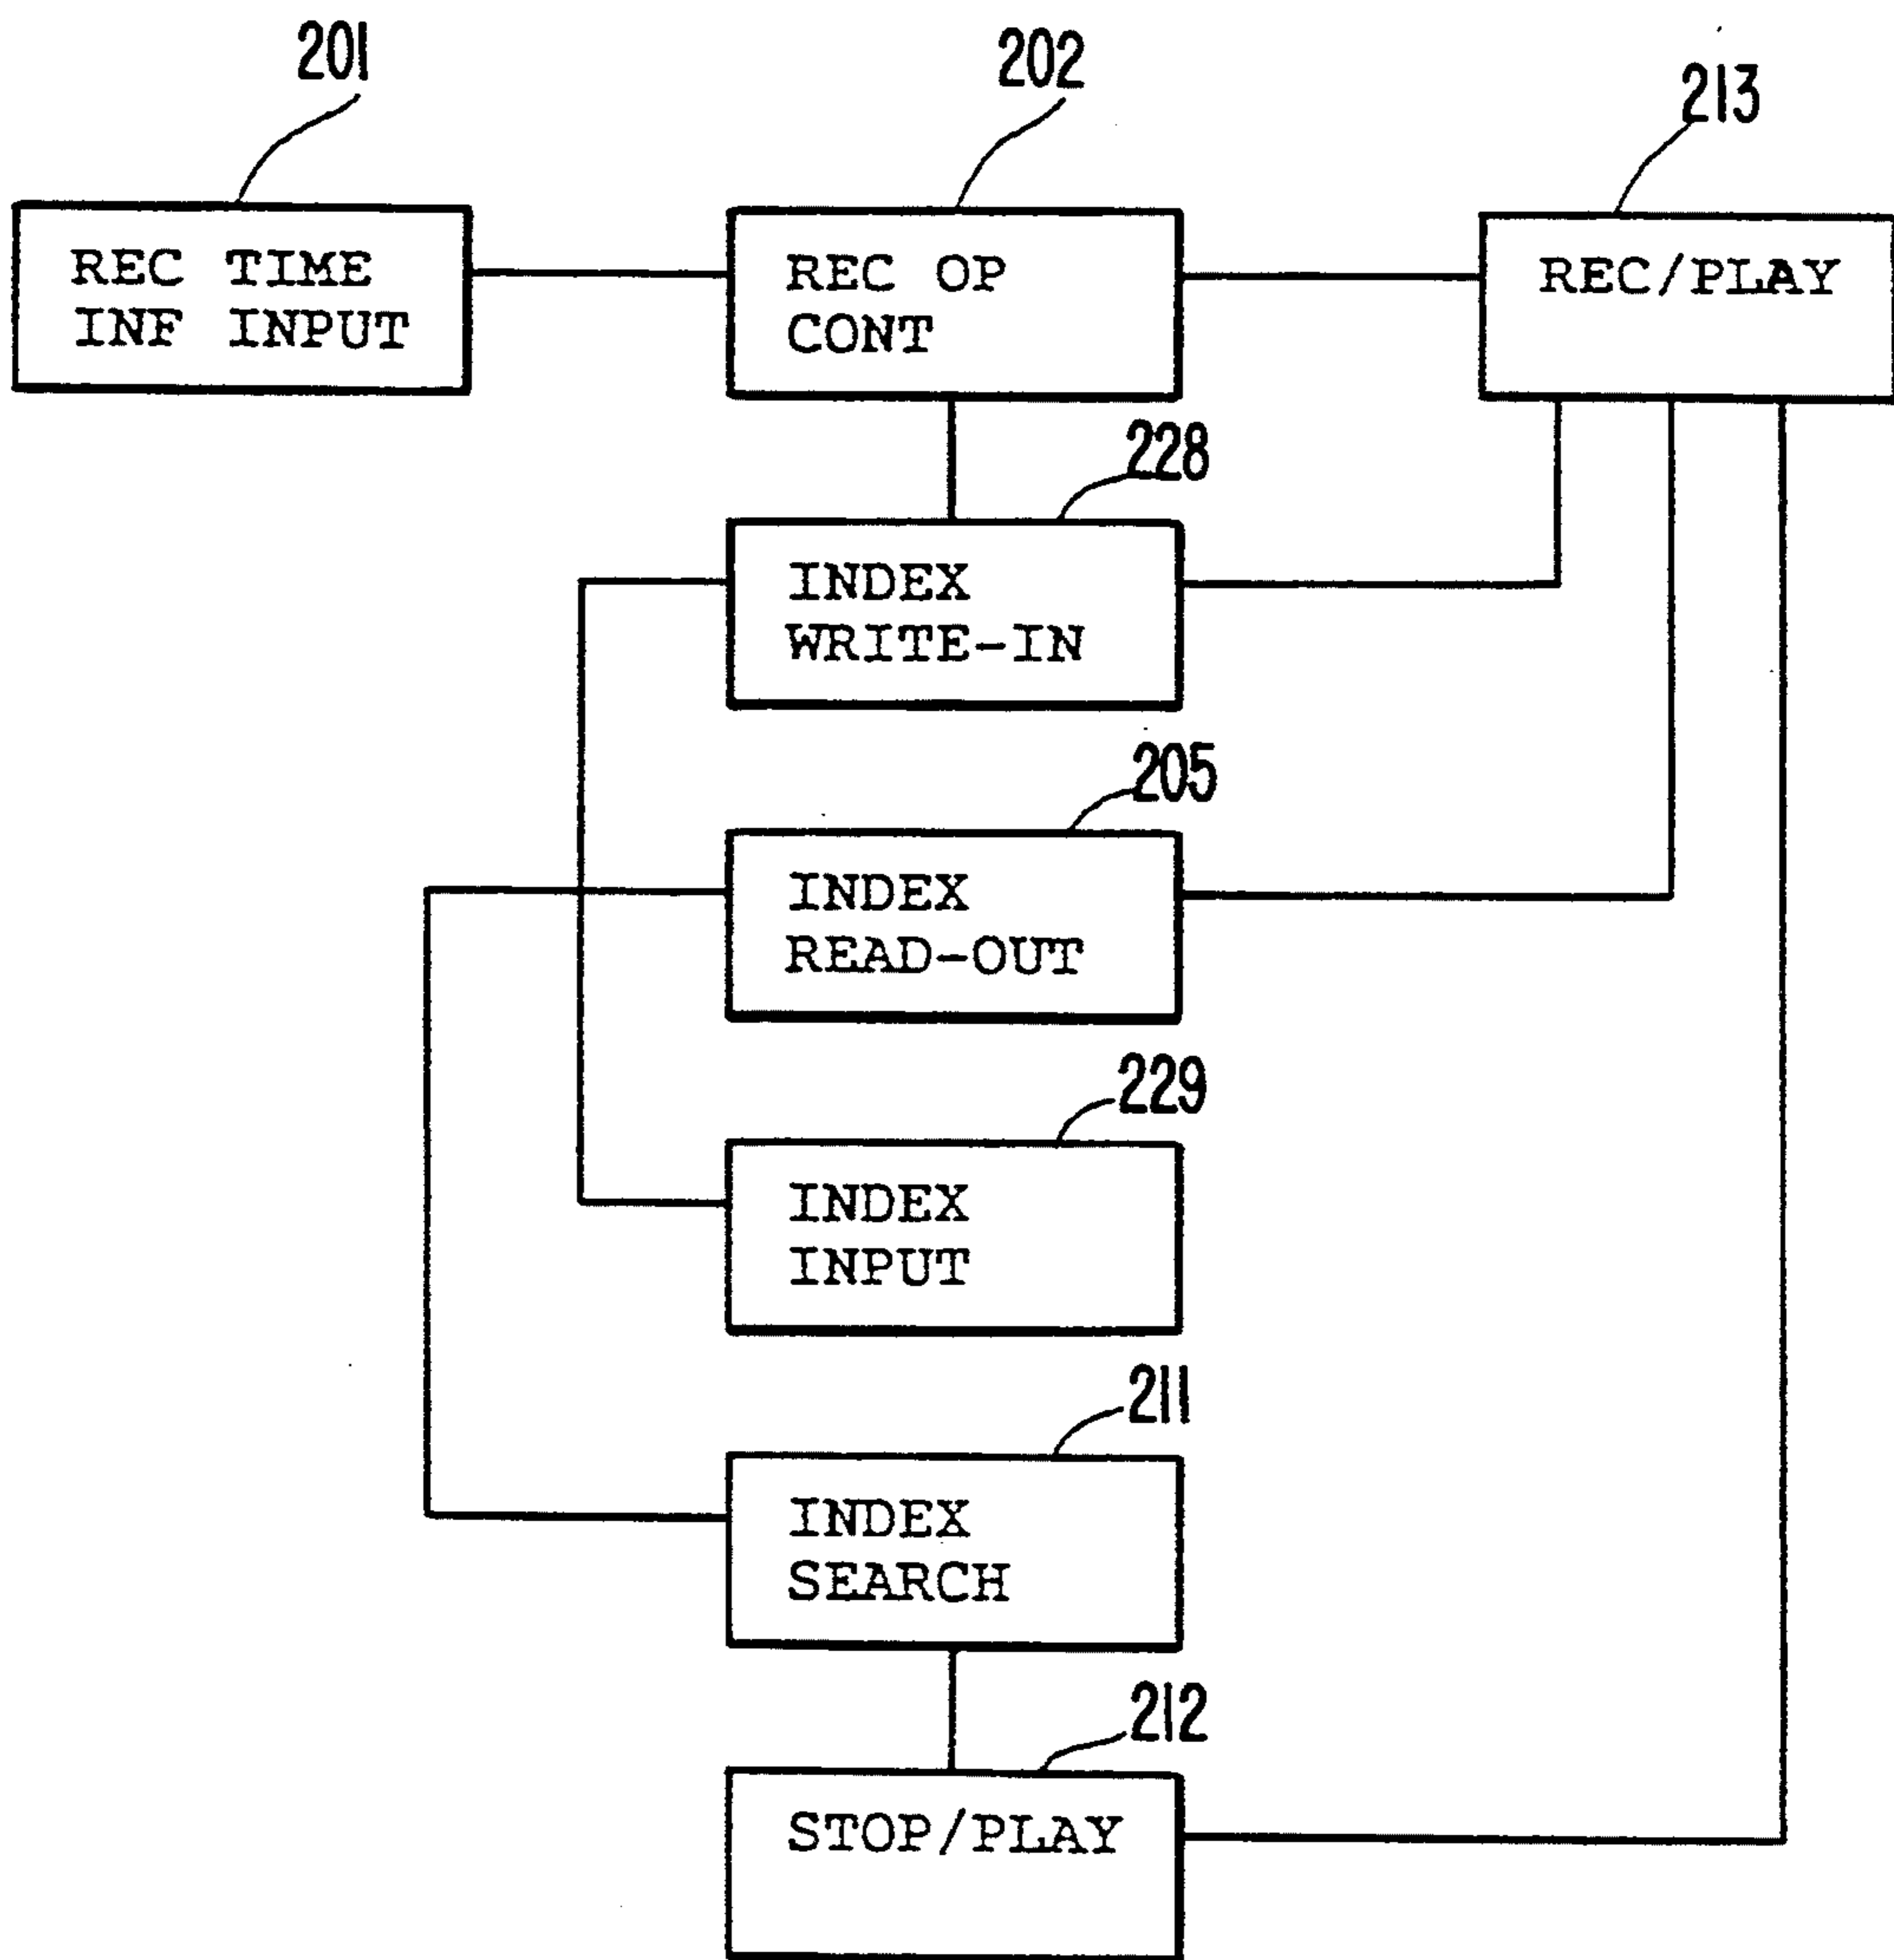 201
202
213
REC TIME
INF INPUT
REC OP
CONT
REC/PLAY
228
INDEX
WRITE-IN
205
INDEX
READ-OUT
229
INDEX
INPUT
211
INDEX
SEARCH
212
STOP/PLAY